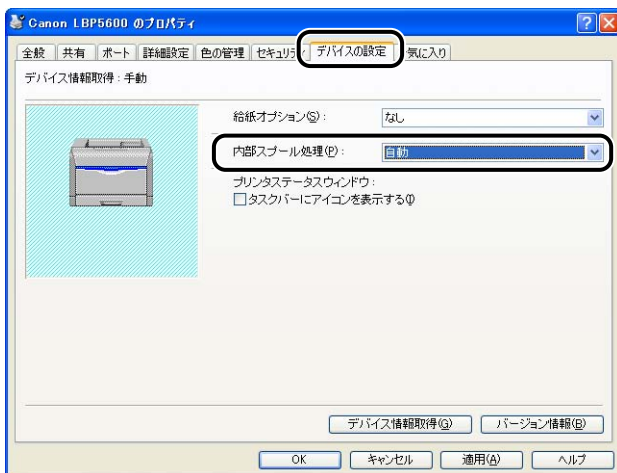 Canon LBP5600 のプロパティ
全般 共有 ポート 詳細設定 色の管理 セキュリティ デバイスの設定 気に入り
デバイス情報取得：手動
給紙オプション(S)： なし
内部スプール処理(P)： 自動
プリンタステータスウィンドウ：
タスクバーにアイコンを表示する(I)
デバイス情報取得(G) バージョン情報(B)
OK キャンセル 適用(A) ヘルプ